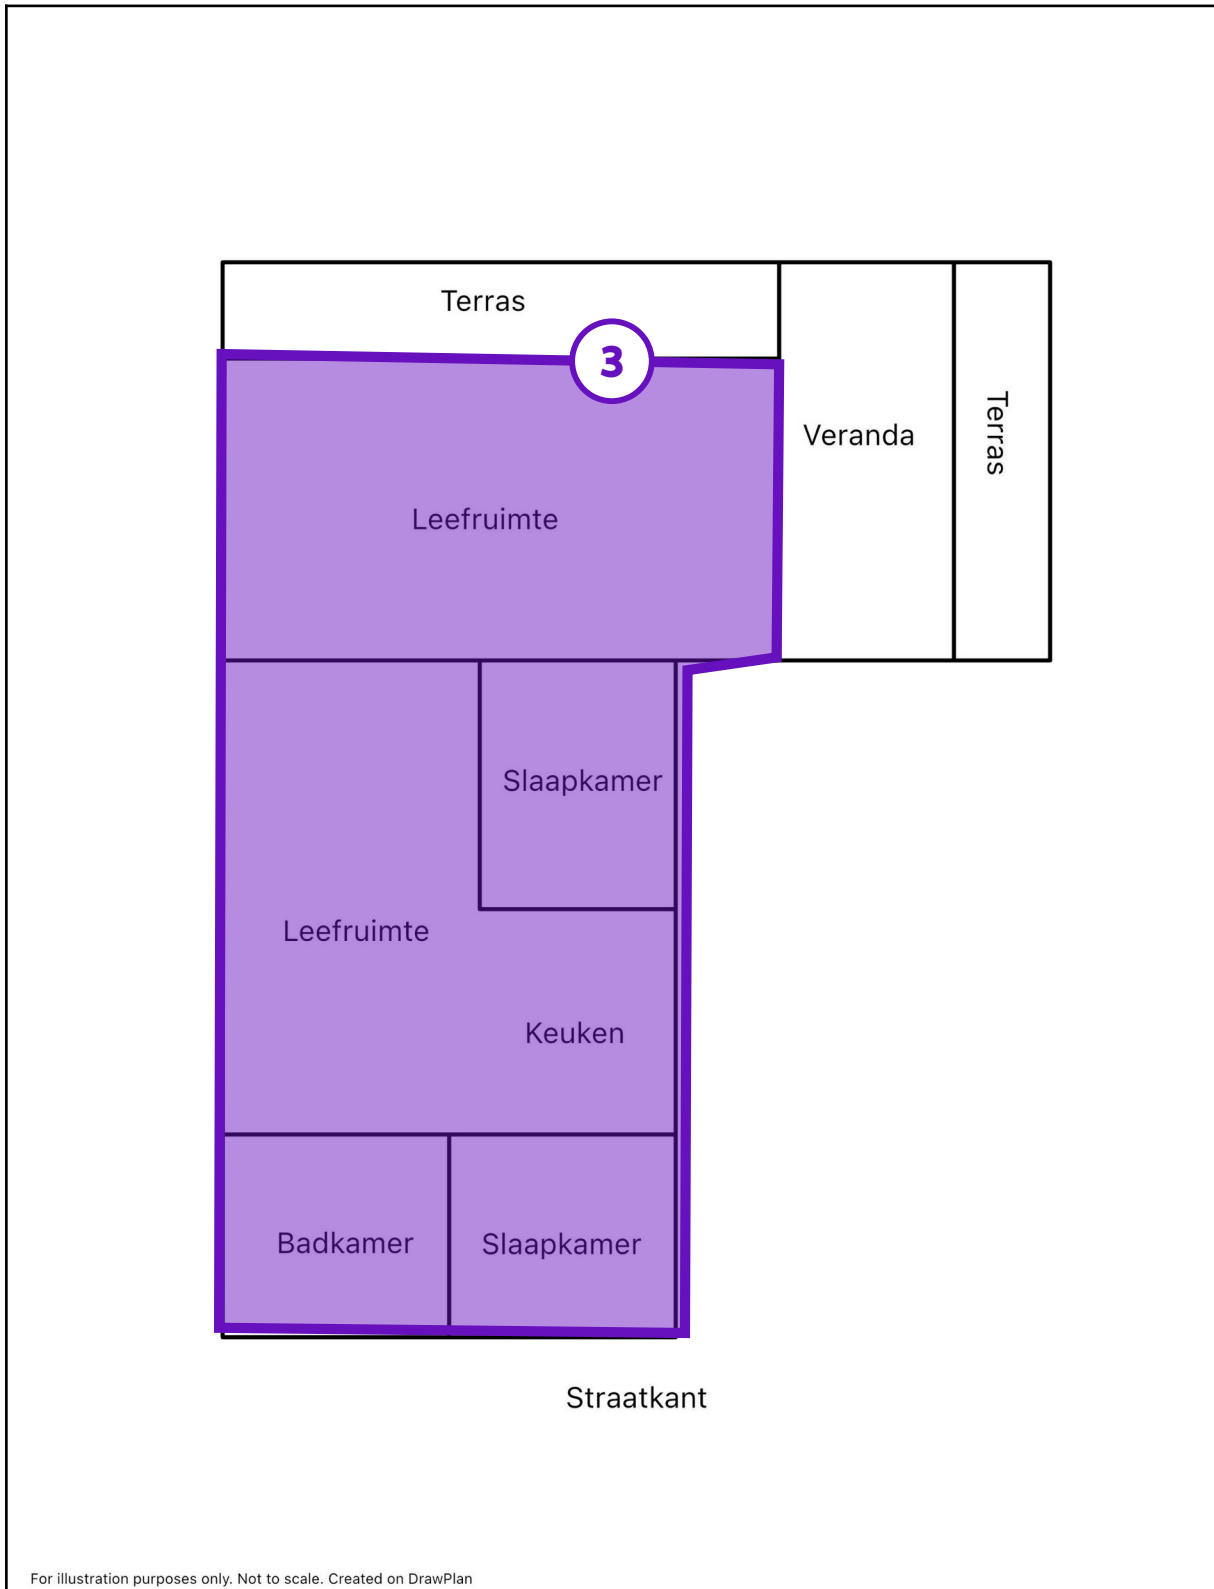 Terras
3
Veranda
Terras
Leefruimte
Slaapkamer
Leefruimte
Keuken
Badkamer
Slaapkamer
Straatkant
For illustration purposes only. Not to scale. Created on DrawPlan